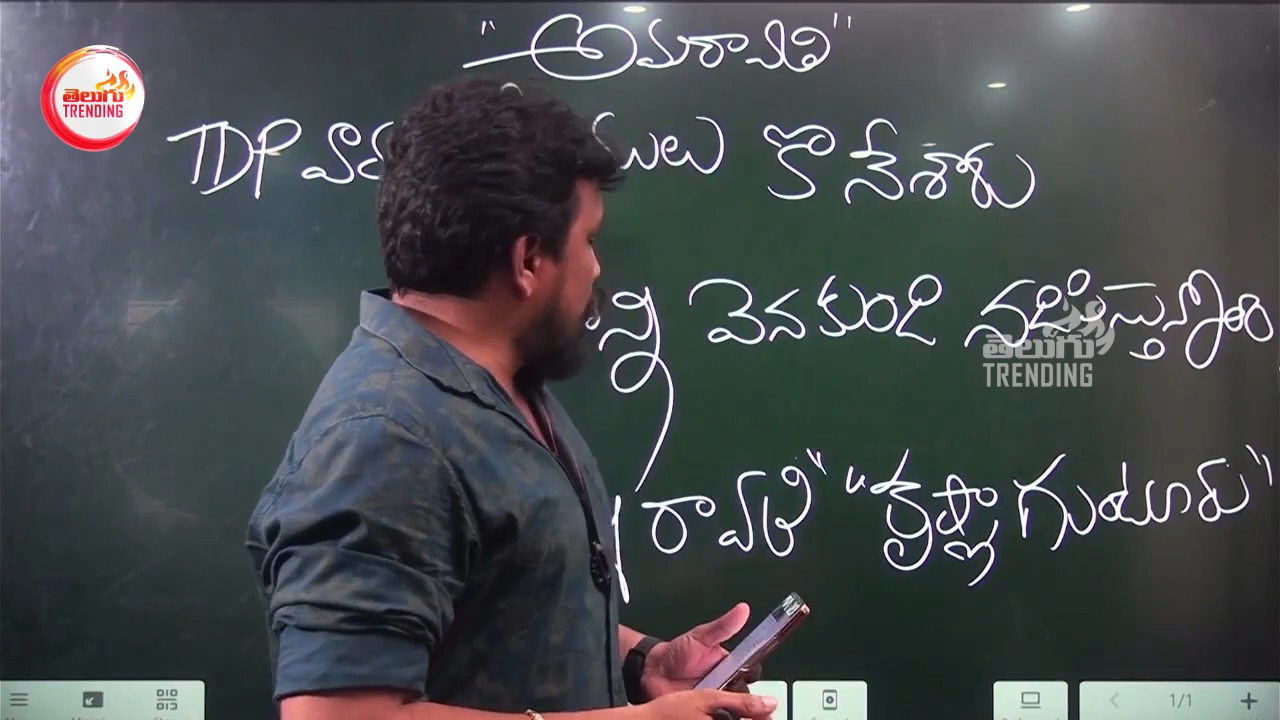 "అమరావతి"
తెలుగు
TRENDING
TDP వా ములు కొనేశారు
న్ని వెనకుండి నడిపిస్తున్నారు
తెలుగు
TRENDING
రావతి" "కృష్ణా గుంటూరు"
1/1